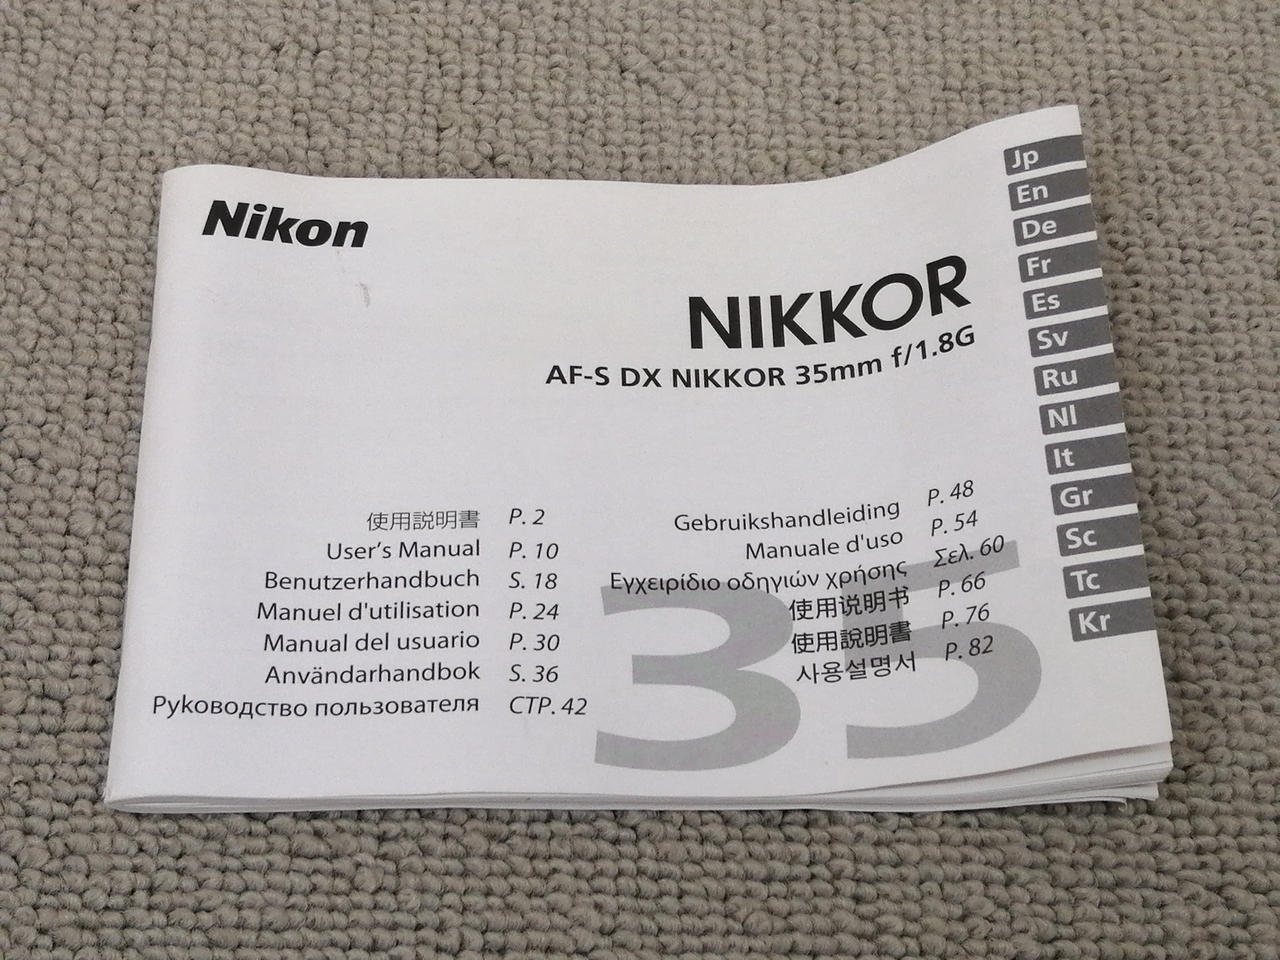 Nikon
NIKKOR
AF-S DX NIKKOR 35mm f/1.8G
使用説明書 P. 2
User's Manual P. 10
Benutzerhandbuch S. 18
Manuel d'utilisation P. 24
Manual del usuario P. 30
Användarhandbok S. 36
Руководство пользователя СТР. 42
Gebruikshandleiding P. 48
Manuale d'uso P. 54
Εγχειρίδιο οδηγιών χρήσης Σελ. 60
使用说明书 P. 66
使用說明書 P. 76
사용설명서 P. 82
35
Jp
En
De
Fr
Es
Sv
Ru
Nl
It
Gr
Sc
Tc
Kr